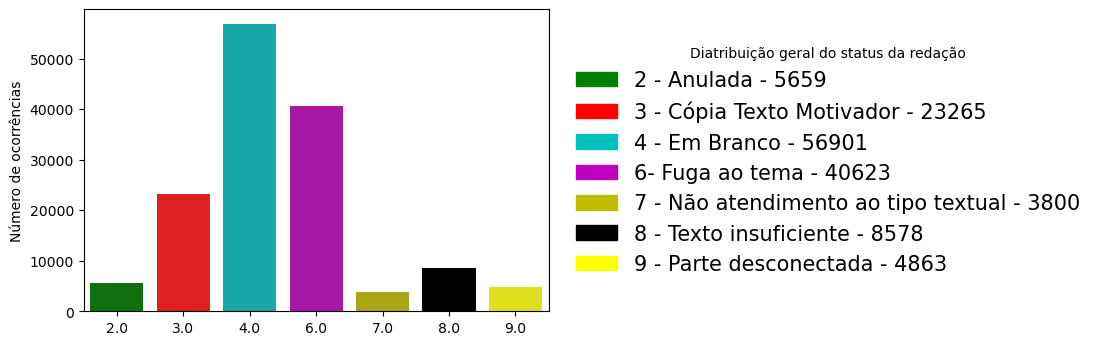 Número de ocorrências
50000
40000
30000
20000
10000
0
2.0 3.0 4.0 6.0 7.0 8.0 9.0
Diatribuição geral do status da redação
2 - Anulada - 5659
3 - Cópia Texto Motivador - 23265
4 - Em Branco - 56901
6- Fuga ao tema - 40623
7 - Não atendimento ao tipo textual - 3800
8 - Texto insuficiente - 8578
9 - Parte desconectada - 4863